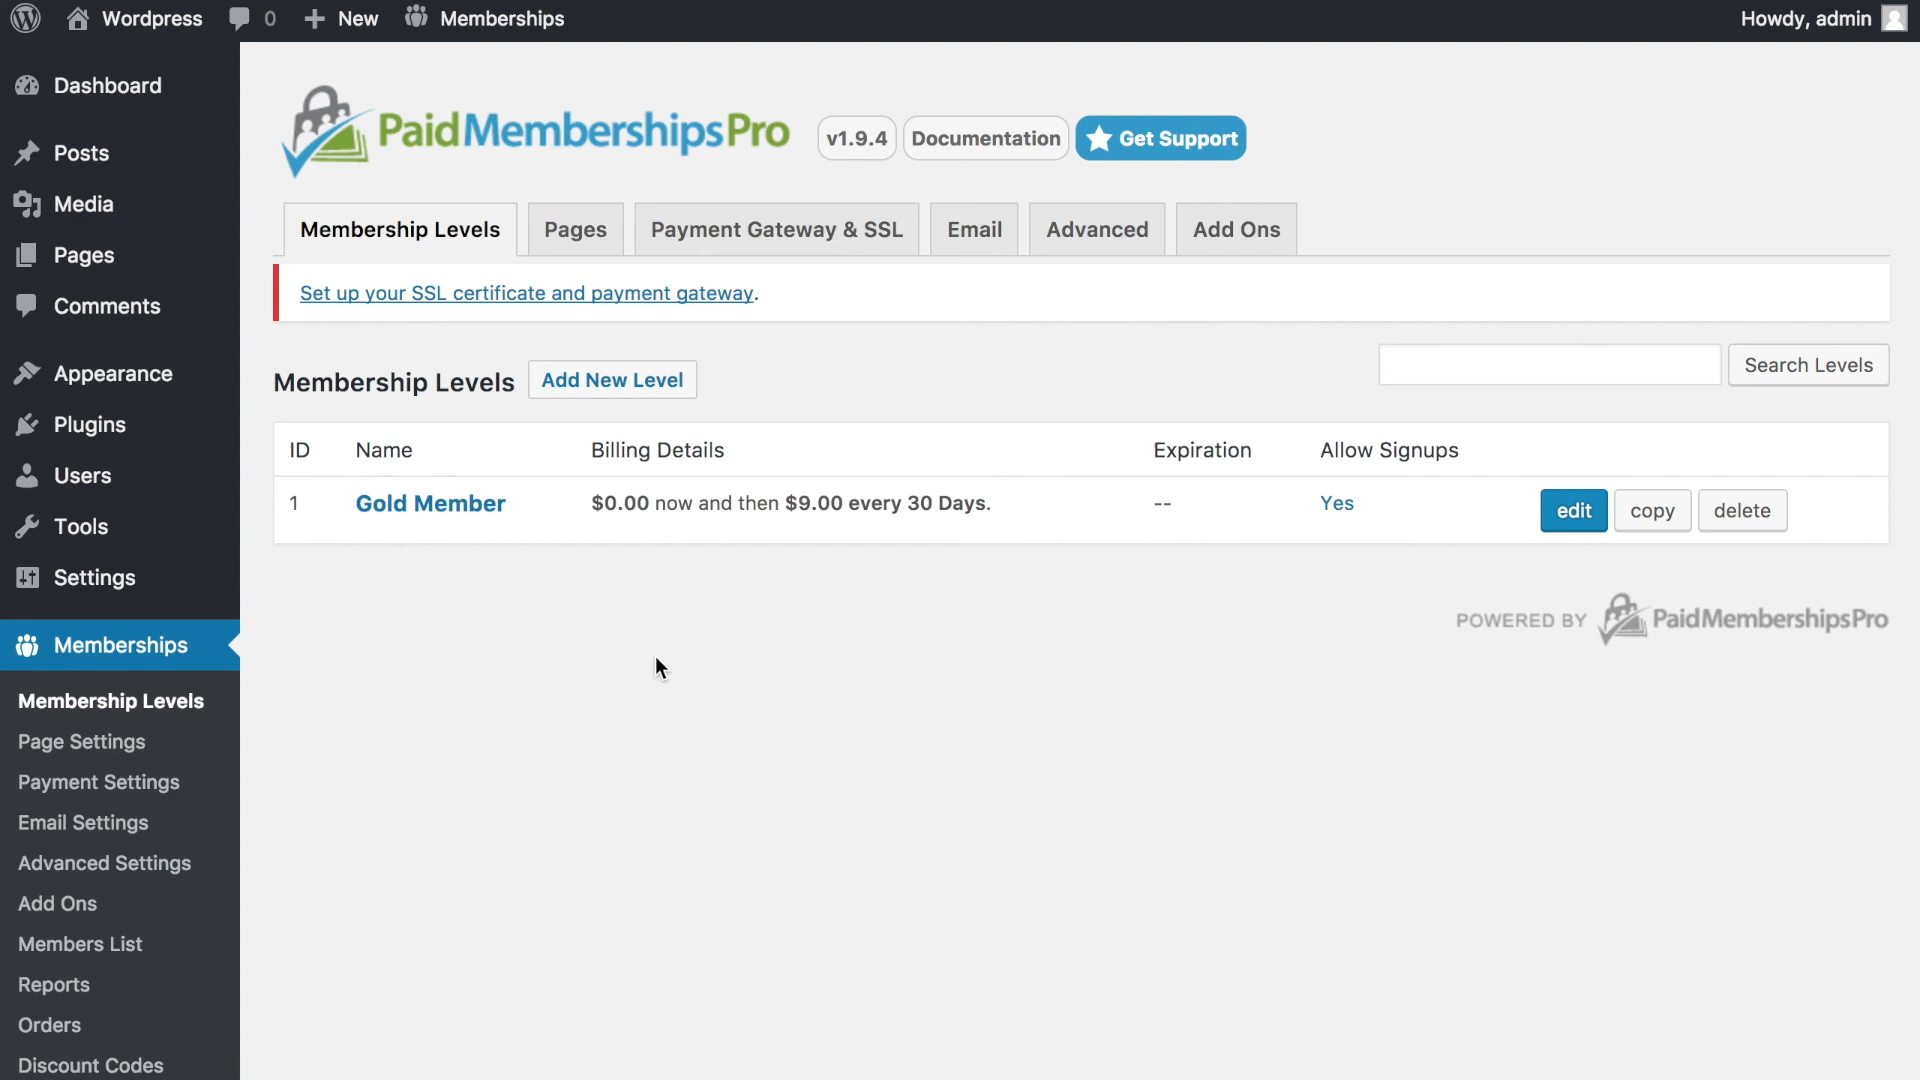 Wordpress 0 New Memberships Howdy, admin
Dashboard
Posts
Media
Pages
Comments
Appearance
Plugins
Users
Tools
Settings
Memberships
Membership Levels
Page Settings
Payment Settings
Email Settings
Advanced Settings
Add Ons
Members List
Reports
Orders
Discount Codes
PaidMembershipsPro v1.9.4 Documentation Get Support
Membership Levels Pages Payment Gateway & SSL Email Advanced Add Ons
Set up your SSL certificate and payment gateway.
Membership Levels Add New Level Search Levels
ID Name Billing Details Expiration Allow Signups
1 Gold Member $0.00 now and then $9.00 every 30 Days. -- Yes edit copy delete
POWERED BY PaidMembershipsPro